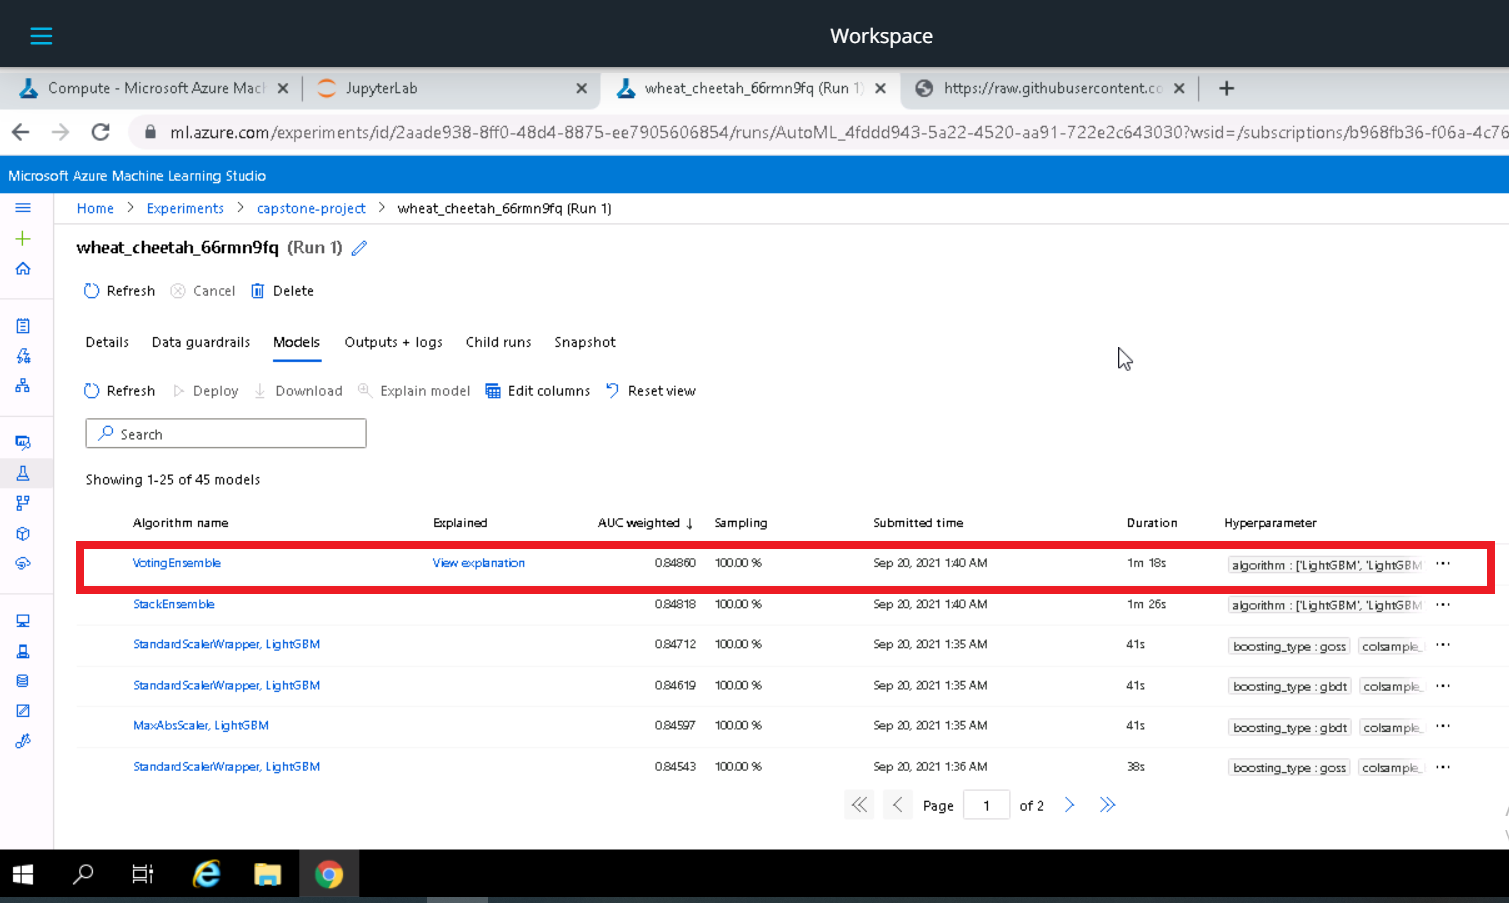 Workspace
Compute - Microsoft Azure Mac
JupyterLab
wheat_cheetah_66rmn9fq (Run 1)
https://raw.githubusercontent.co
ml.azure.com/experiments/id/2aade938-8ff0-48d4-8875-ee7905606854/runs/AutoML_4fddd943-5a22-4520-aa91-722e2c643030?wsid=/subscriptions/b968fb36-f06a-4c76
Microsoft Azure Machine Learning Studio
Home > Experiments > capstone-project > wheat_cheetah_66rmn9fq (Run 1)
wheat_cheetah_66rmn9fq (Run 1)
Refresh Cancel Delete
Details Data guardrails Models Outputs + logs Child runs Snapshot
Refresh Deploy Download Explain model Edit columns Reset view
Search
Showing 1-25 of 45 models
Algorithm name Explained AUC weighted ↓ Sampling Submitted time Duration Hyperparameter
VotingEnsemble View explanation 0.84860 100.00 % Sep 20, 2021 1:40 AM 1m 18s algorithm : ['LightGBM', 'LightGBM ...
StackEnsemble 0.84818 100.00 % Sep 20, 2021 1:40 AM 1m 26s algorithm : ['LightGBM', 'LightGBM ...
StandardScalerWrapper, LightGBM 0.84712 100.00 % Sep 20, 2021 1:35 AM 41s boosting_type : goss colsample_ ...
StandardScalerWrapper, LightGBM 0.84619 100.00 % Sep 20, 2021 1:35 AM 41s boosting_type : gbdt colsample_ ...
MaxAbsScaler, LightGBM 0.84597 100.00 % Sep 20, 2021 1:35 AM 41s boosting_type : gbdt colsample_ ...
StandardScalerWrapper, LightGBM 0.84543 100.00 % Sep 20, 2021 1:36 AM 38s boosting_type : goss colsample_ ...
Page 1 of 2